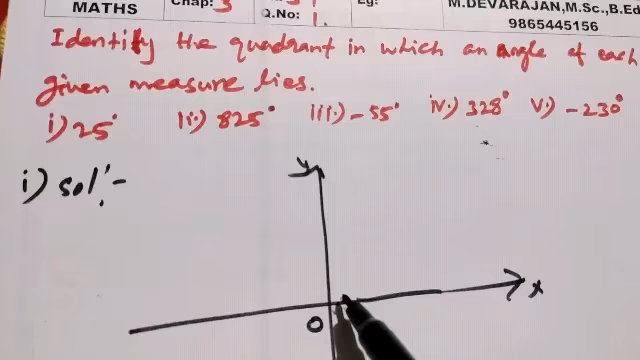 MATHS
Chap: 3
Q.No: 1.
Eg:
M.DEVARAJAN,M.Sc.,B.Ed
9865445156
Identify the quadrant in which an angle of each
given measure lies.
i) 25° ii.) 825° iii.) -55° iv.) 328° v.) -230°
i) sol:-
y
x
O